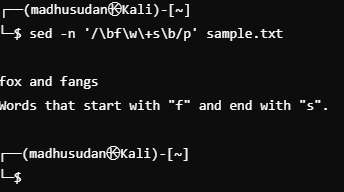 ┌──(madhusudan㉿Kali)-[~]
└─$ sed -n '/\bf\w\+s\b/p' sample.txt
fox and fangs
Words that start with "f" and end with "s".
┌──(madhusudan㉿Kali)-[~]
└─$